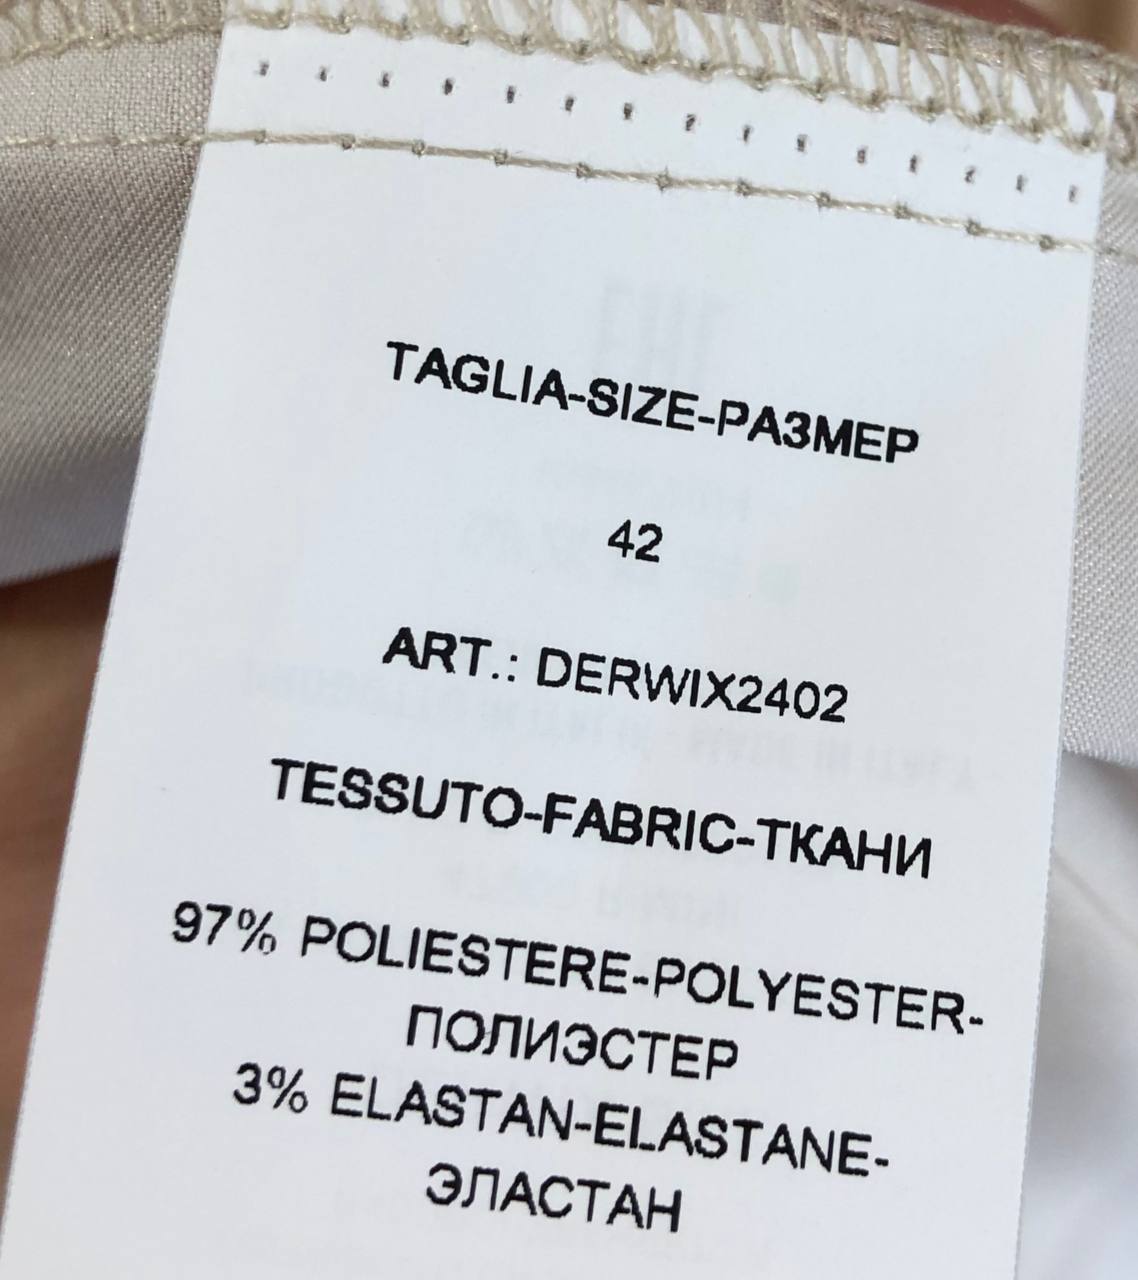 TAGLIA-SIZE-РАЗМЕР
42
ART.: DERWIX2402
TESSUTO-FABRIC-ТКАНИ
97% POLIESTERE-POLYESTER-
ПОЛИЭСТЕР
3% ELASTAN-ELASTANE-
ЭЛАСТАН